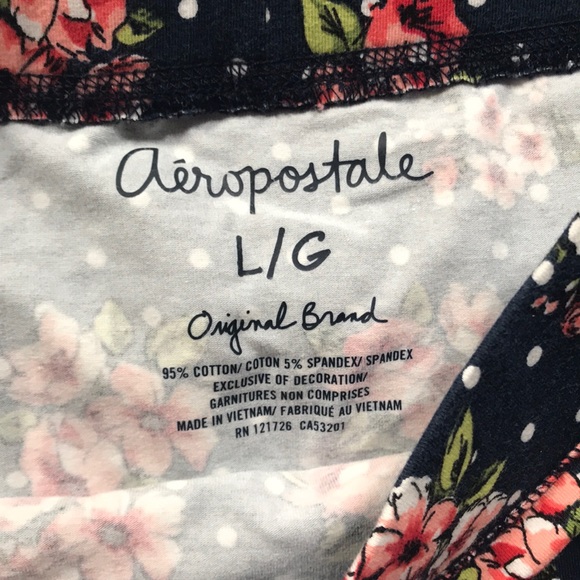 aéropostale
L/G
Original Brand
95% COTTON/ COTON 5% SPANDEX/ SPANDEX
EXCLUSIVE OF DECORATION/
GARNITURES NON COMPRISES
MADE IN VIETNAM/ FABRIQUÉ AU VIETNAM
RN 121726 CA53201